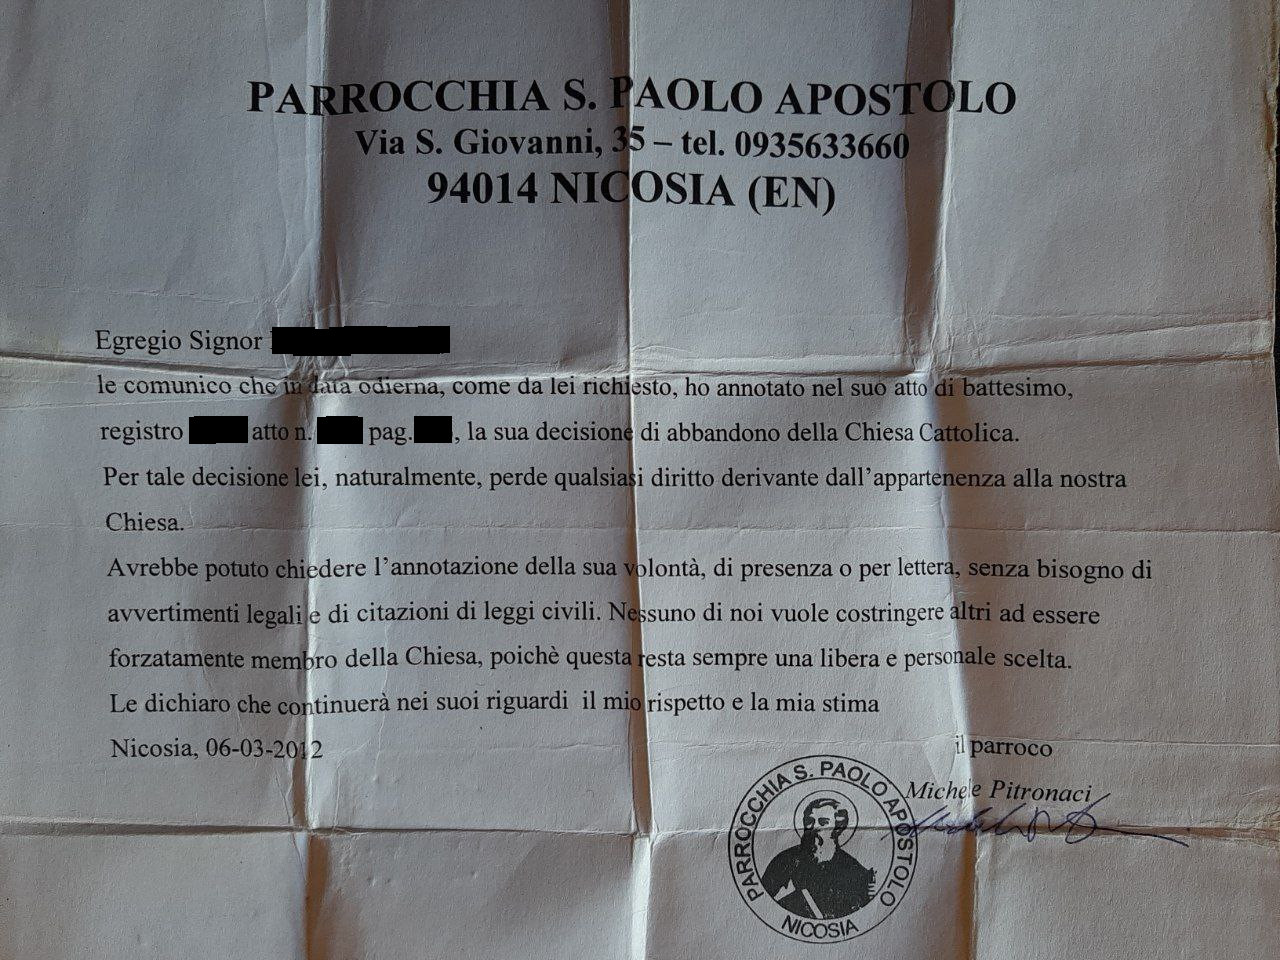 PARROCCHIA S. PAOLO APOSTOLO
Via S. Giovanni, 35 – tel. 0935633660
94014 NICOSIA (EN)
Egregio Signor
le comunico che in data odierna, come da lei richiesto, ho annotato nel suo atto di battesimo,
registro atto n. pag. , la sua decisione di abbandono della Chiesa Cattolica.
Per tale decisione lei, naturalmente, perde qualsiasi diritto derivante dall’appartenenza alla nostra
Chiesa.
Avrebbe potuto chiedere l’annotazione della sua volontà, di presenza o per lettera, senza bisogno di
avvertimenti legali e di citazioni di leggi civili. Nessuno di noi vuole costringere altri ad essere
forzatamente membro della Chiesa, poichè questa resta sempre una libera e personale scelta.
Le dichiaro che continuerà nei suoi riguardi il mio rispetto e la mia stima
Nicosia, 06-03-2012 il parroco
Michele Pitronaci
PARROCCHIA S. PAOLO APOSTOLO
NICOSIA